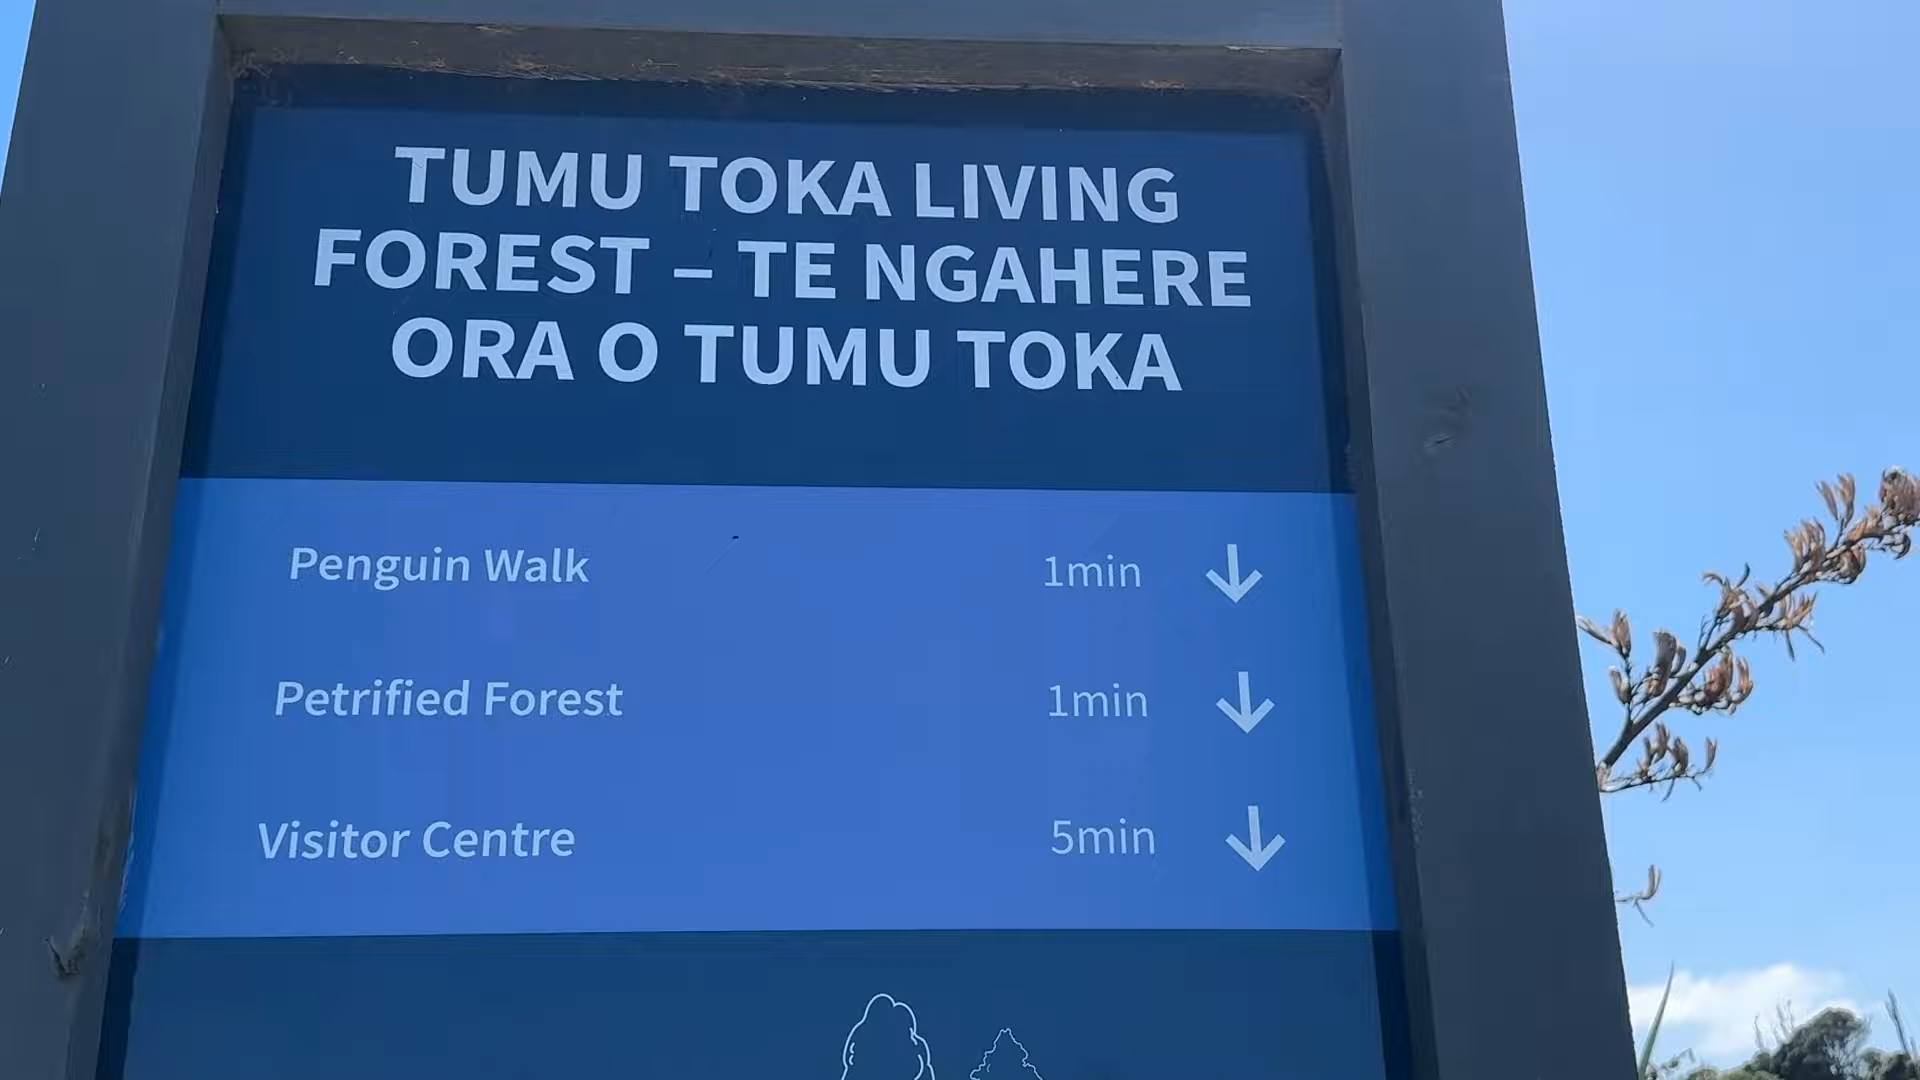 TUMU TOKA LIVING
FOREST – TE NGAHERE
ORA O TUMU TOKA
Penguin Walk 1min ↓
Petrified Forest 1min ↓
Visitor Centre 5min ↓